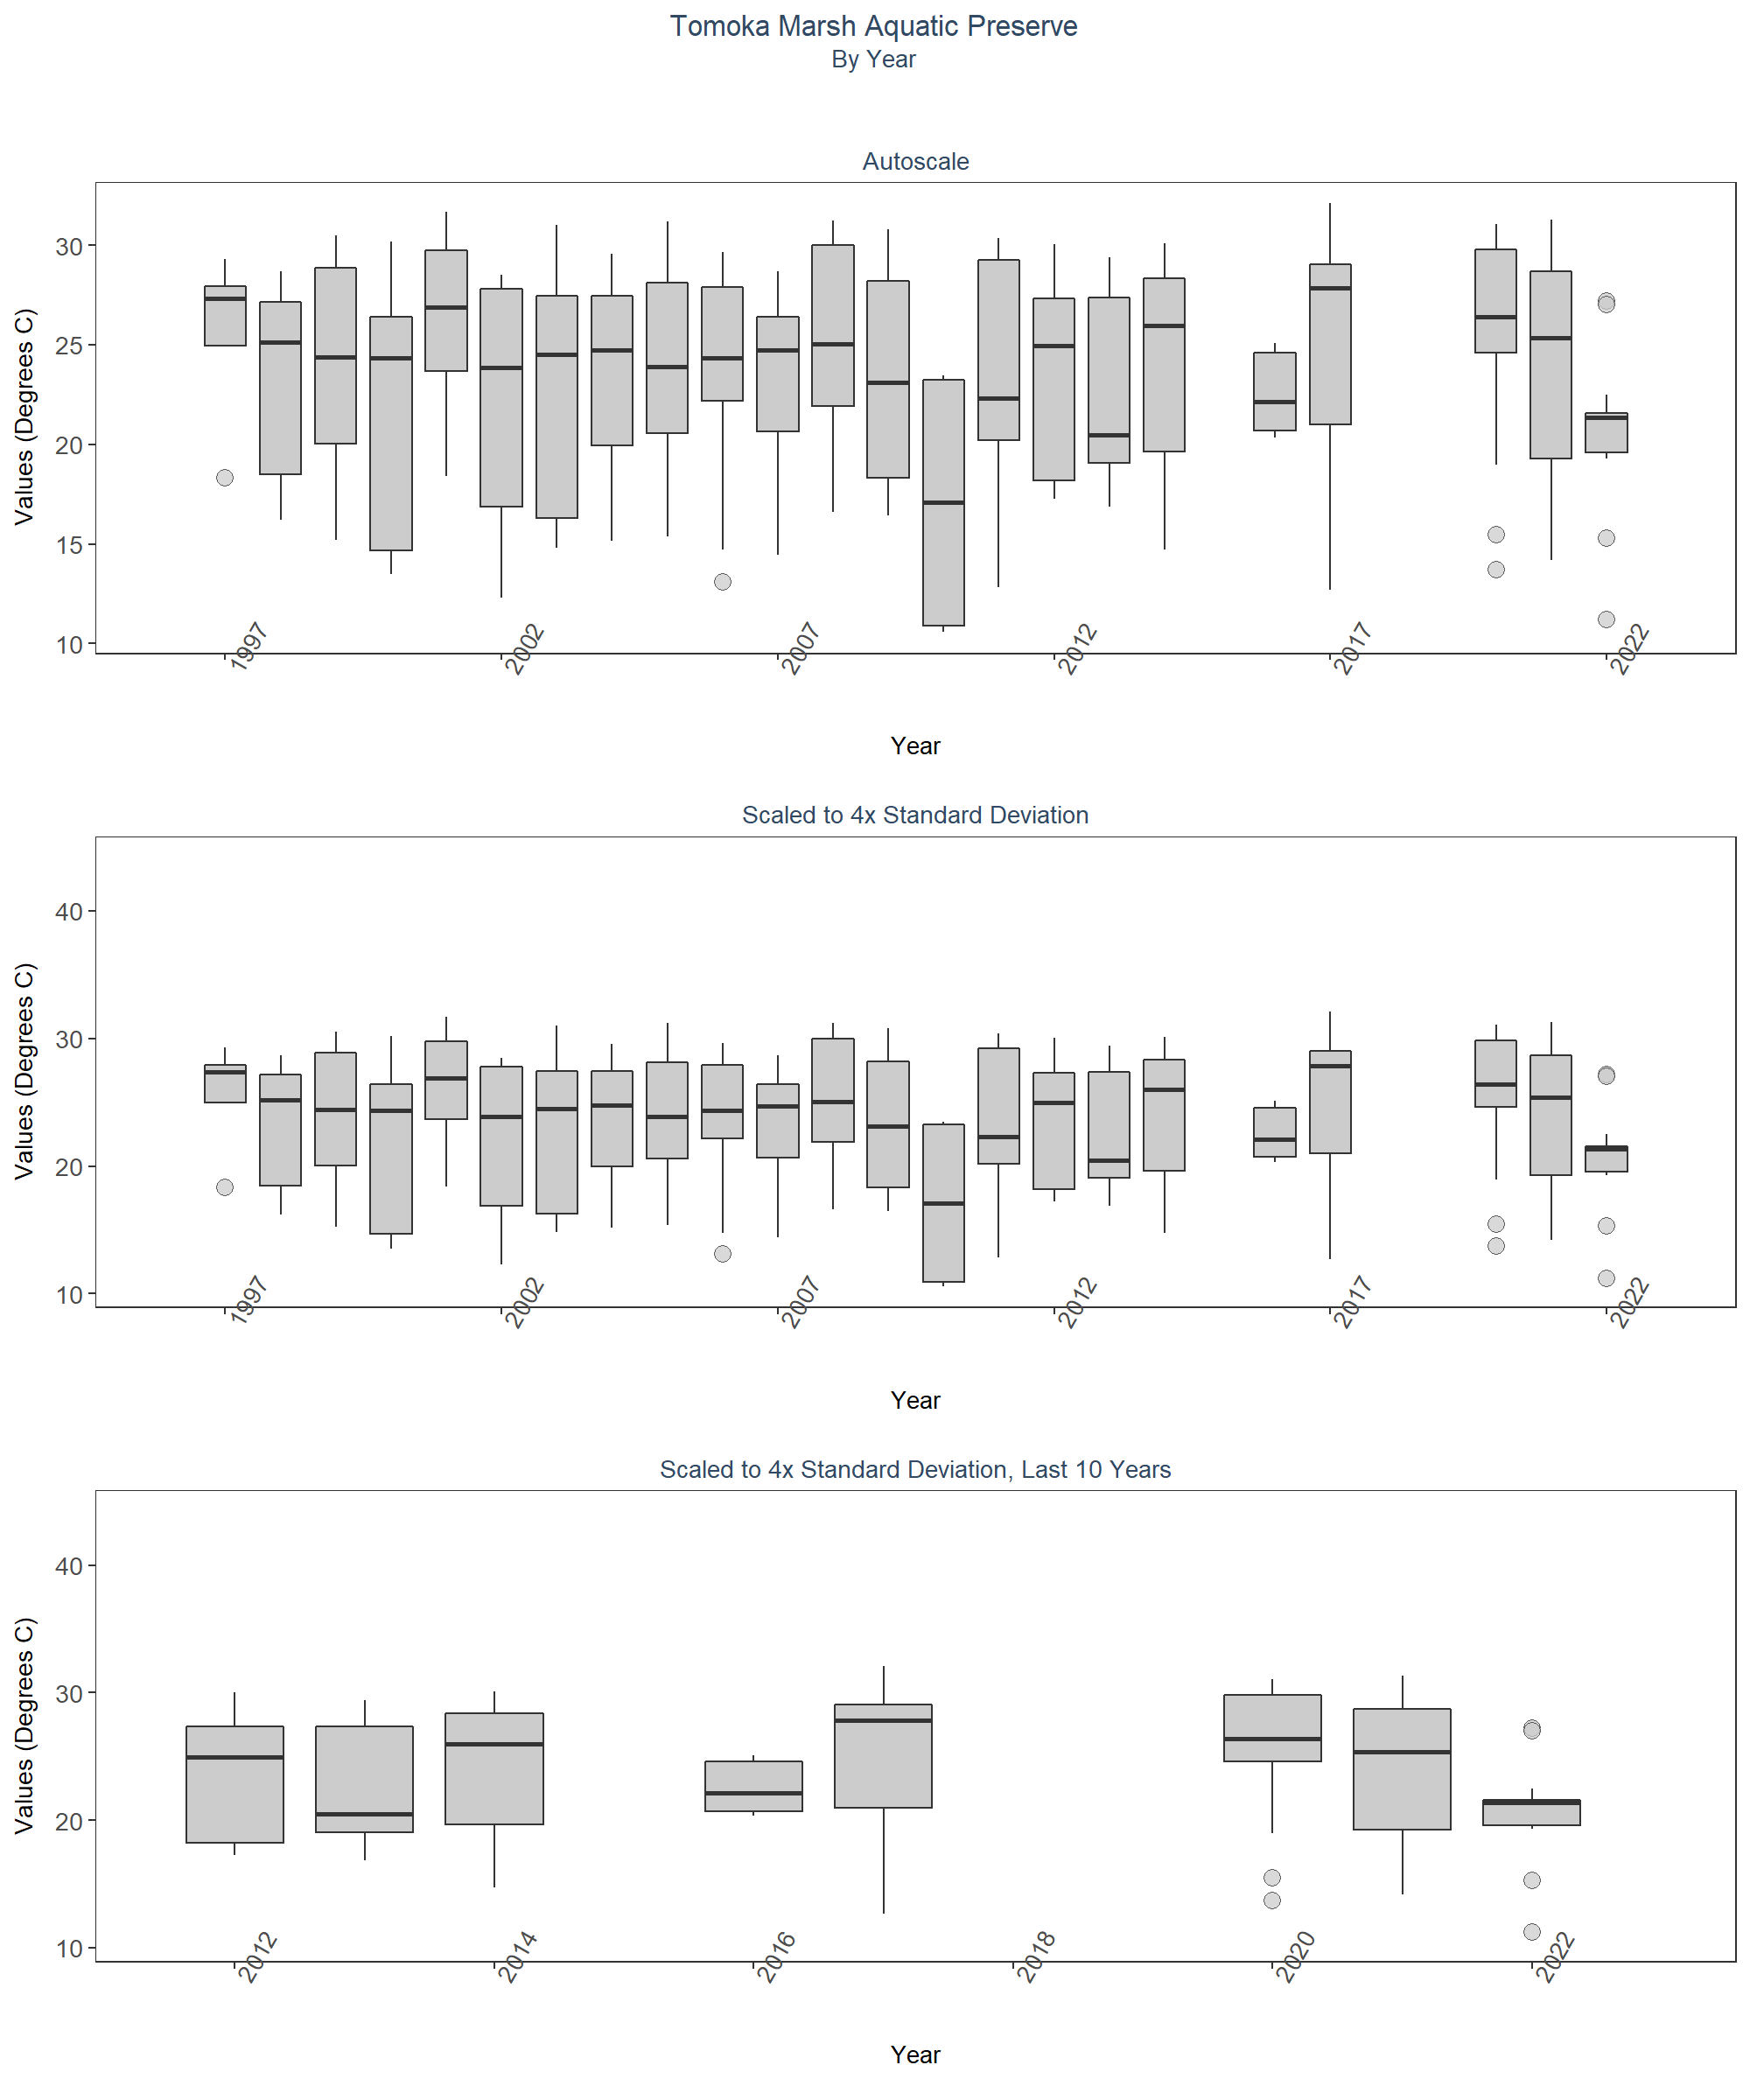 Tomoka Marsh Aquatic Preserve
By Year
Autoscale
Values (Degrees C)
30
25
20
15
10
1997
2002
2007
2012
2017
2022
Year
Scaled to 4x Standard Deviation
Values (Degrees C)
40
30
20
10
1997
2002
2007
2012
2017
2022
Year
Scaled to 4x Standard Deviation, Last 10 Years
Values (Degrees C)
40
30
20
10
2012
2014
2016
2018
2020
2022
Year